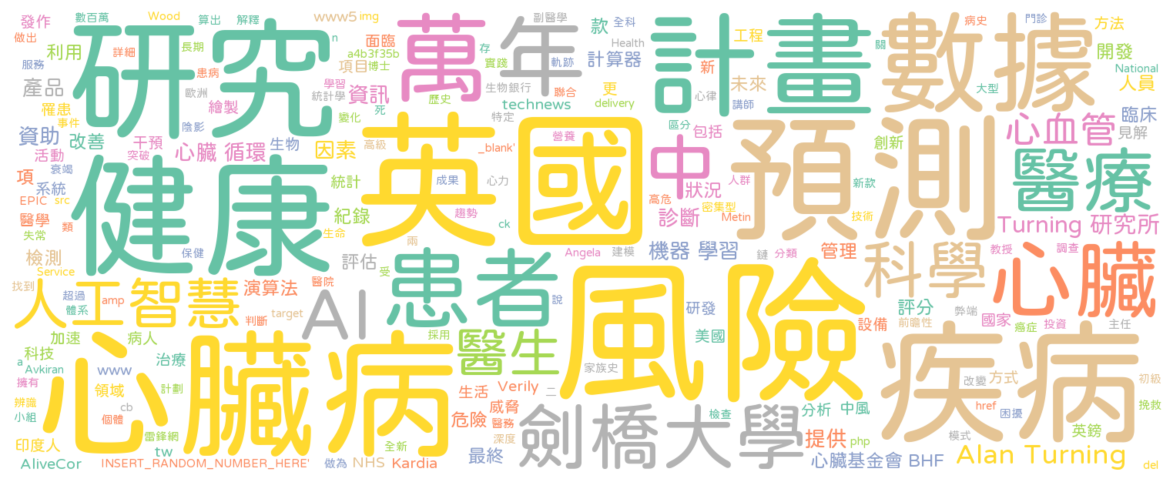 發作 Wood 算出 解釋 www5 img 副醫學 款 全科 病史 門診 方法
做出 數百萬 研究 n 面臨 萬 年 存 Health 計畫 工程 關 數據 開發
服務 詳細 利用 長期 a4b3f35b 項目 博士 實踐 軌跡 計算器 新 未來 心律 大型 National 人員
產品 患病 歐洲 學習 統計學 資訊 生物銀行 聯合 technews 更 delivery 講師 臨床
罹患 事件 陰影 繪製 變化 歷史 死 特定 區分 包括 心血管 見解
資助 改善 干預 突破 生物 因素 高級 英國 營養 _blank' 中 預測 創新 醫療
活動 衰竭 心臟 循環 統計 成果 心力 狀況 人群 新款
項 系統 健康 紀錄 趨勢 高危 密集型 Metin 技術
EPIC src 醫學 類 生命 ck 診斷 Turning 研究所
失常 保健 兩 Angela 建模 機器 學習 鏈 分類 管理 教授 調查
檢測 Service 評估 受 患者 科學 心臟
找到 超過 體系 amp 人工智慧 演算法 醫院 AI 說 風險 研發 評分 國家 弊端
加速 病人 判斷 target 採用 美國 設備 前瞻性 癌症 投資 主任
a 科技 Avkiran 治療 心臟病 醫生 家族史 疾病
擁有 www 領域 計劃 生活 Verily 二 改變 方式 初級
辨識 小組 cb 個體 危險 威脅 醫務 劍橋大學 檢查 分析 中風 href 困擾 挽救
印度人 tw 雷鋒網 全新 深度 提供 php 模式 英鎊
AliveCor INSERT_RANDOM_NUMBER_HERE' 做為 NHS Kardia 最終 心臟基金會 BHF Alan Turning del